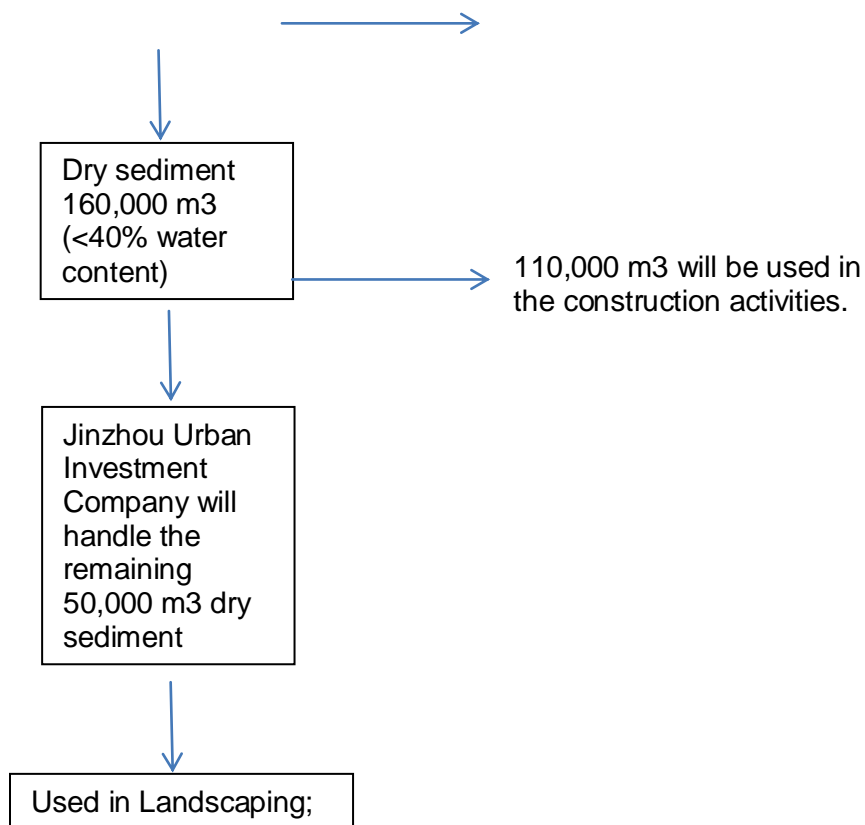 Dry sediment
160,000 m3
(<40% water
content)
110,000 m3 will be used in
the construction activities.
Jinzhou Urban
Investment
Company will
handle the
remaining
50,000 m3 dry
sediment
Used in Landscaping;